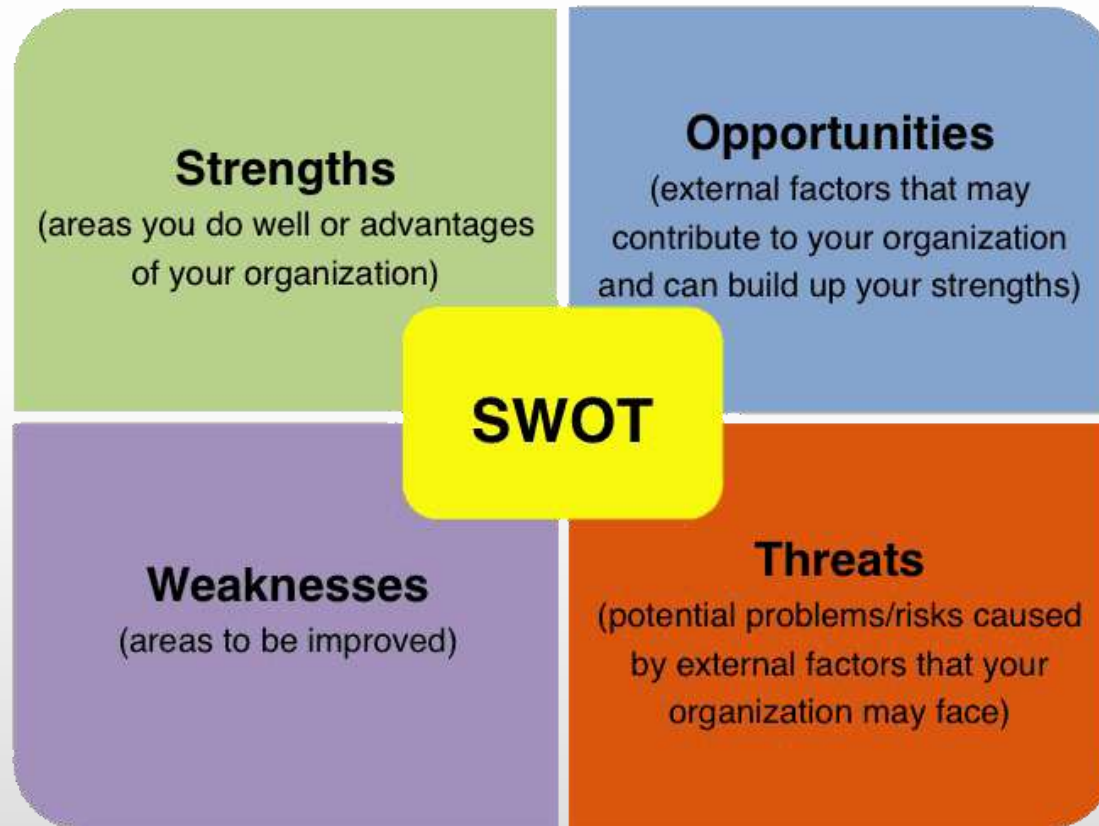 Strengths
(areas you do well or advantages
of your organization)
Opportunities
(external factors that may
contribute to your organization
and can build up your strengths)
SWOT
Weaknesses
(areas to be improved)
Threats
(potential problems/risks caused
by external factors that your
organization may face)